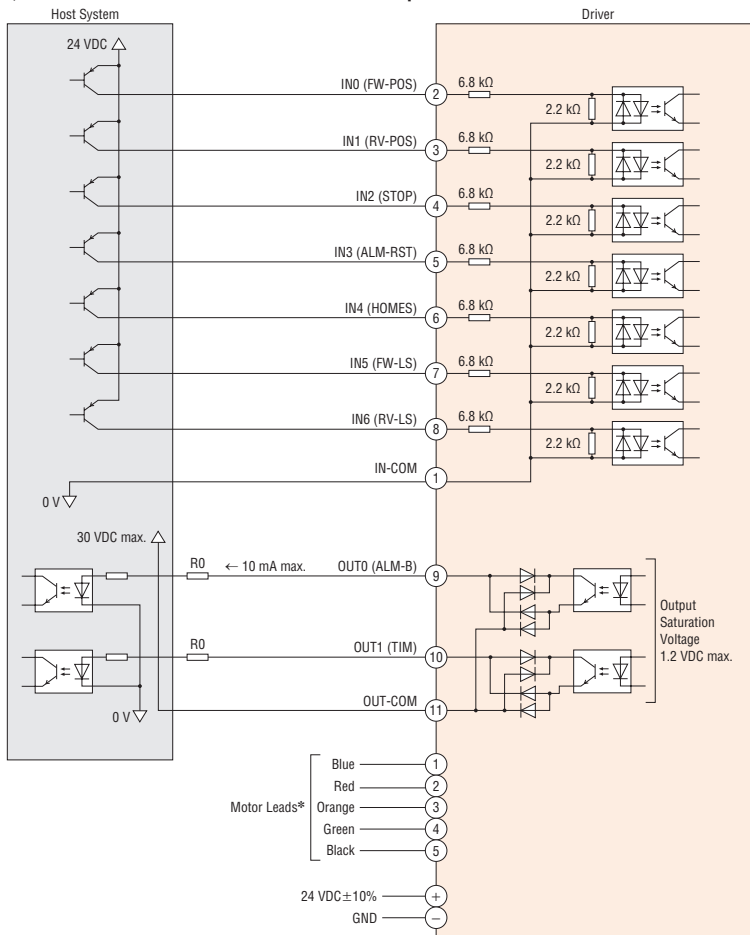 Host System
Driver
24 VDC
IN0 (FW-POS)
2
6.8 kΩ
2.2 kΩ
IN1 (RV-POS)
3
6.8 kΩ
2.2 kΩ
IN2 (STOP)
4
6.8 kΩ
2.2 kΩ
IN3 (ALM-RST)
5
6.8 kΩ
2.2 kΩ
IN4 (HOMES)
6
6.8 kΩ
2.2 kΩ
IN5 (FW-LS)
7
6.8 kΩ
2.2 kΩ
IN6 (RV-LS)
8
6.8 kΩ
2.2 kΩ
IN-COM
1
0 V
30 VDC max.
R0
← 10 mA max.
OUT0 (ALM-B)
9
Output
Saturation
Voltage
1.2 VDC max.
R0
OUT1 (TIM)
10
OUT-COM
11
0 V
Motor Leads*
Blue
1
Red
2
Orange
3
Green
4
Black
5
24 VDC±10%
+
GND
−